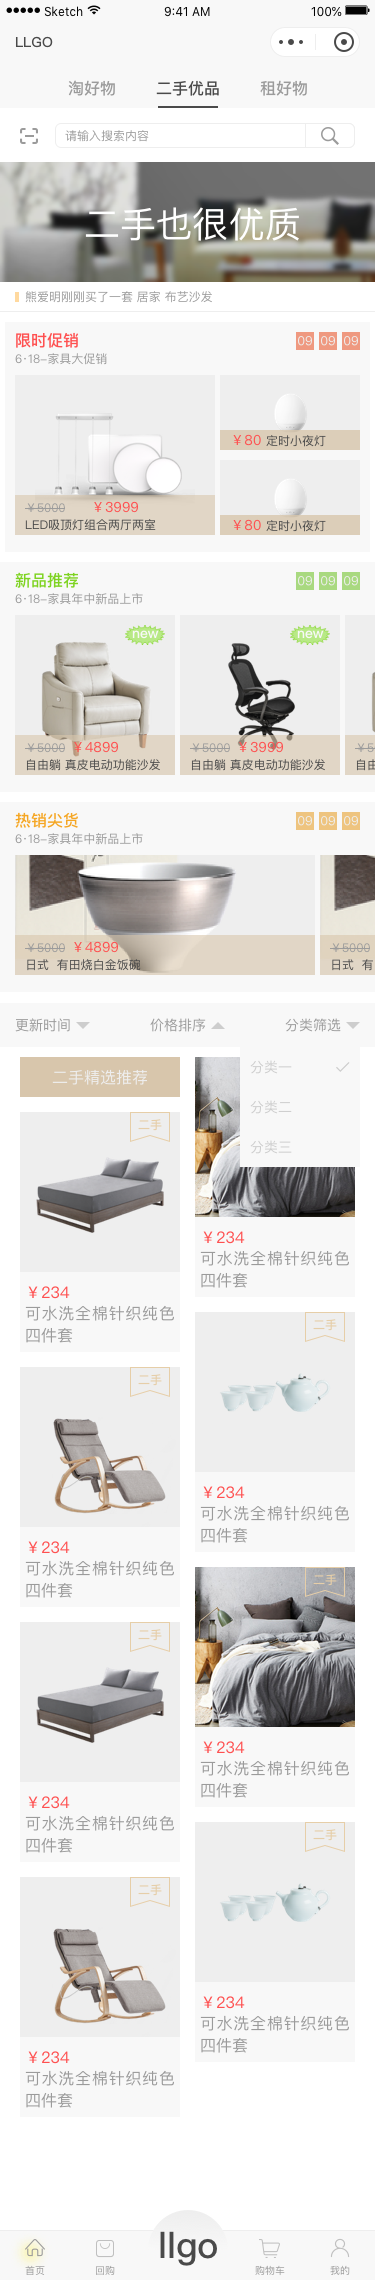 Sketch 9:41 AM 100%
LLGO
淘好物 二手优品 租好物
请输入搜索内容
二手也很优质
熊爱明刚刚买了一套 居家 布艺沙发
限时促销 09 09 09
6·18-家具大促销
¥5000 ¥3999
LED吸顶灯组合两厅两室
¥80 定时小夜灯
¥80 定时小夜灯
新品推荐 09 09 09
6·18-家具年中新品上市
new new
¥5000 ¥4899 ¥5000 ¥3999 ¥5
自由躺 真皮电动功能沙发 自由躺 真皮电动功能沙发 自由
热销尖货 09 09 09
6·18-家具年中新品上市
¥5000 ¥4899 ¥5000
日式 有田烧白金饭碗 日式 有
更新时间 价格排序 分类筛选
分类一
分类二
分类三
二手精选推荐
二手
¥234
可水洗全棉针织纯色
四件套
¥234
可水洗全棉针织纯色
四件套
二手
¥234
可水洗全棉针织纯色
四件套
二手
¥234
可水洗全棉针织纯色
四件套
二手
¥234
可水洗全棉针织纯色
四件套
二手
¥234
可水洗全棉针织纯色
四件套
二手
¥234
可水洗全棉针织纯色
四件套
二手
¥234
可水洗全棉针织纯色
四件套
首页 回购 llgo 购物车 我的